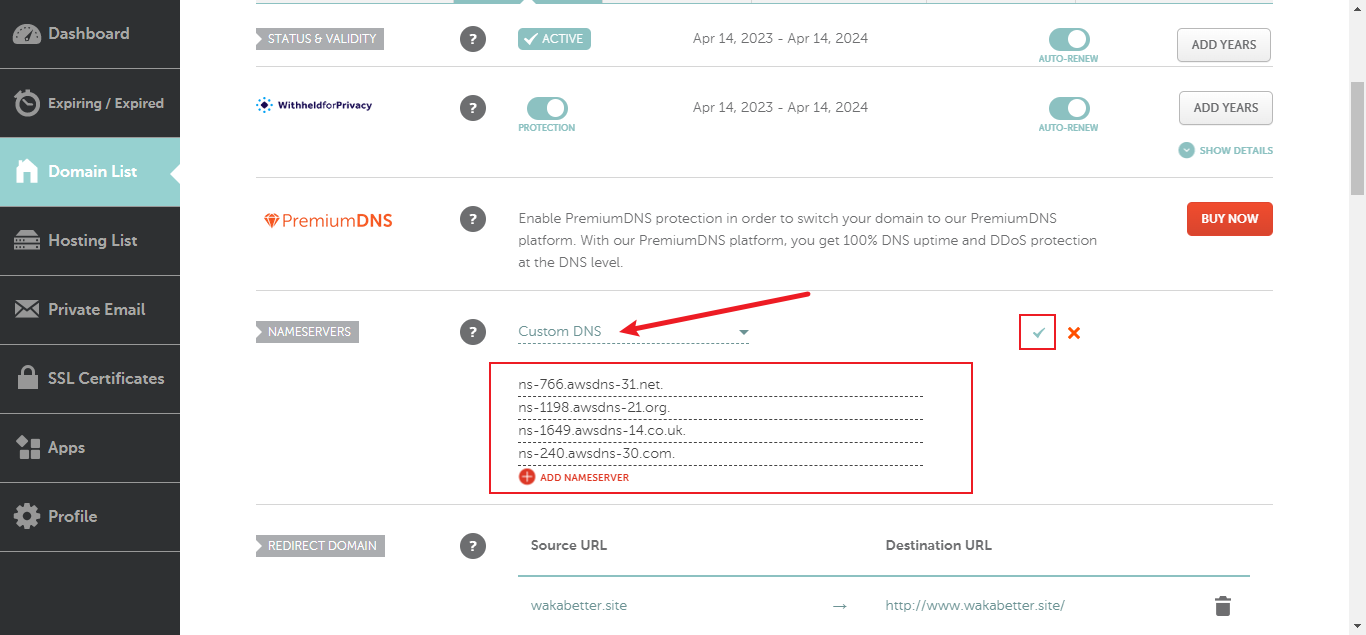 Dashboard
Expiring / Expired
Domain List
Hosting List
Private Email
SSL Certificates
Apps
Profile
STATUS & VALIDITY
?
ACTIVE
Apr 14, 2023 - Apr 14, 2024
AUTO-RENEW
ADD YEARS
WithheldforPrivacy
?
PROTECTION
Apr 14, 2023 - Apr 14, 2024
AUTO-RENEW
ADD YEARS
SHOW DETAILS
PremiumDNS
?
Enable PremiumDNS protection in order to switch your domain to our PremiumDNS
platform. With our PremiumDNS platform, you get 100% DNS uptime and DDoS protection
at the DNS level.
BUY NOW
NAMESERVERS
?
Custom DNS
ns-766.awsdns-31.net.
ns-1198.awsdns-21.org.
ns-1649.awsdns-14.co.uk.
ns-240.awsdns-30.com.
ADD NAMESERVER
REDIRECT DOMAIN
?
Source URL
Destination URL
wakabetter.site
→
http://www.wakabetter.site/